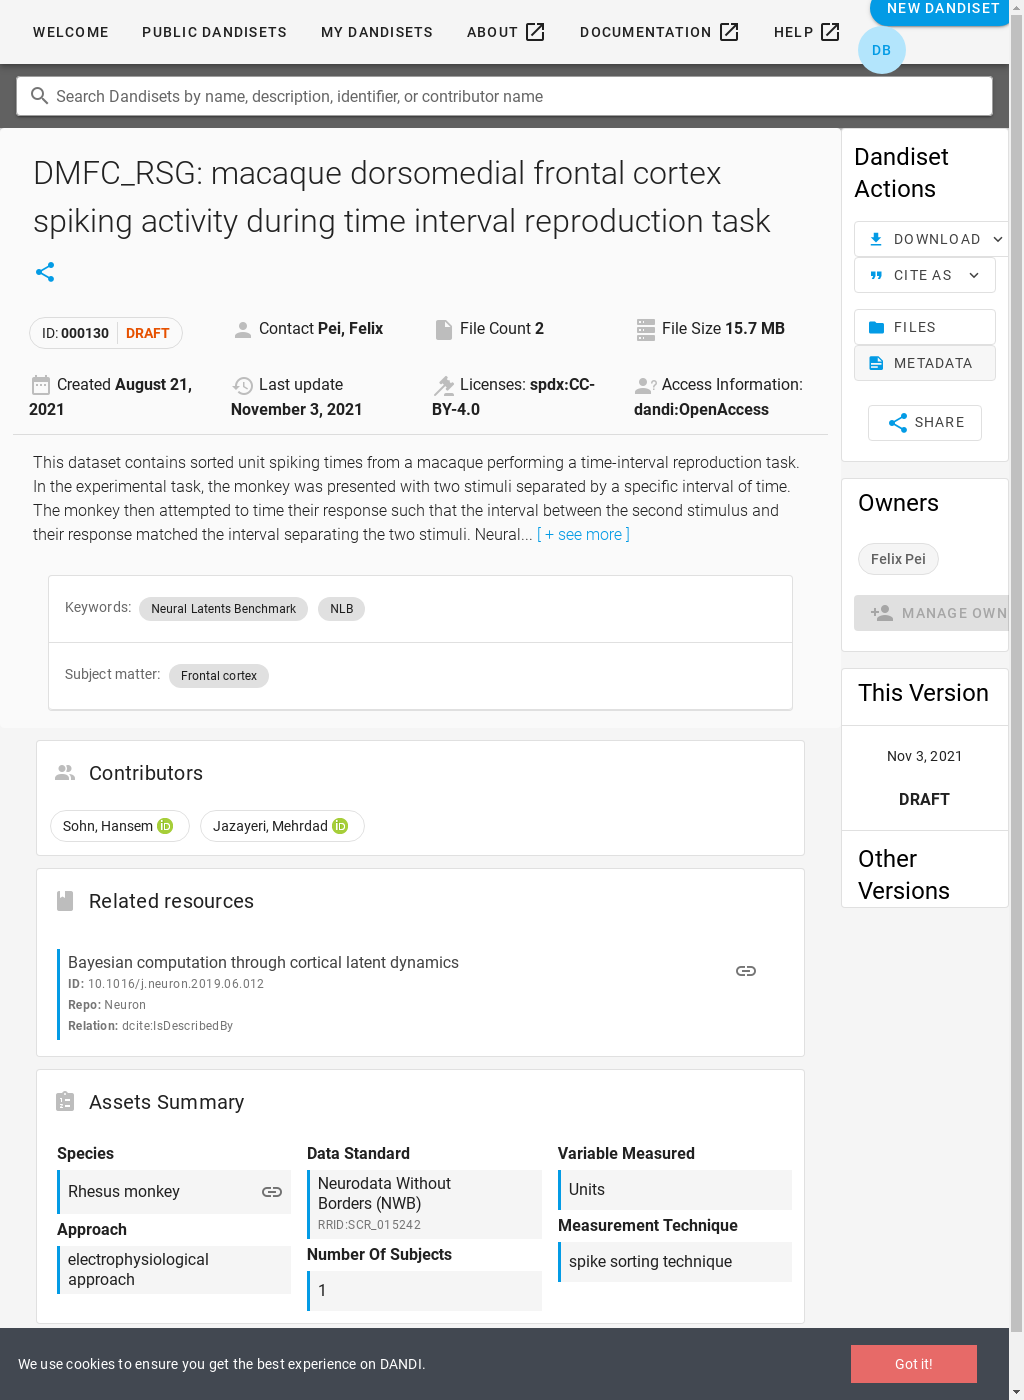 WELCOME
PUBLIC DANDISETS
MY DANDISETS
ABOUT
DOCUMENTATION
HELP
NEW DANDISET
DB
Search Dandisets by name, description, identifier, or contributor name
DMFC_RSG: macaque dorsomedial frontal cortex
spiking activity during time interval reproduction task
ID: 000130 DRAFT
Contact Pei, Felix
File Count 2
File Size 15.7 MB
Created August 21,
2021
Last update
November 3, 2021
Licenses: spdx:CC-
BY-4.0
Access Information:
dandi:OpenAccess
This dataset contains sorted unit spiking times from a macaque performing a time-interval reproduction task.
In the experimental task, the monkey was presented with two stimuli separated by a specific interval of time.
The monkey then attempted to time their response such that the interval between the second stimulus and
their response matched the interval separating the two stimuli. Neural... [ + see more ]
Keywords: Neural Latents Benchmark NLB
Subject matter: Frontal cortex
Contributors
Sohn, Hansem iD
Jazayeri, Mehrdad iD
Related resources
Bayesian computation through cortical latent dynamics
ID: 10.1016/j.neuron.2019.06.012
Repo: Neuron
Relation: dcite:IsDescribedBy
Assets Summary
Species
Rhesus monkey
Approach
electrophysiological
approach
Data Standard
Neurodata Without
Borders (NWB)
RRID:SCR_015242
Number Of Subjects
1
Variable Measured
Units
Measurement Technique
spike sorting technique
Dandiset
Actions
DOWNLOAD
CITE AS
FILES
METADATA
SHARE
Owners
Felix Pei
MANAGE OWN
This Version
Nov 3, 2021
DRAFT
Other
Versions
We use cookies to ensure you get the best experience on DANDI.
Got it!